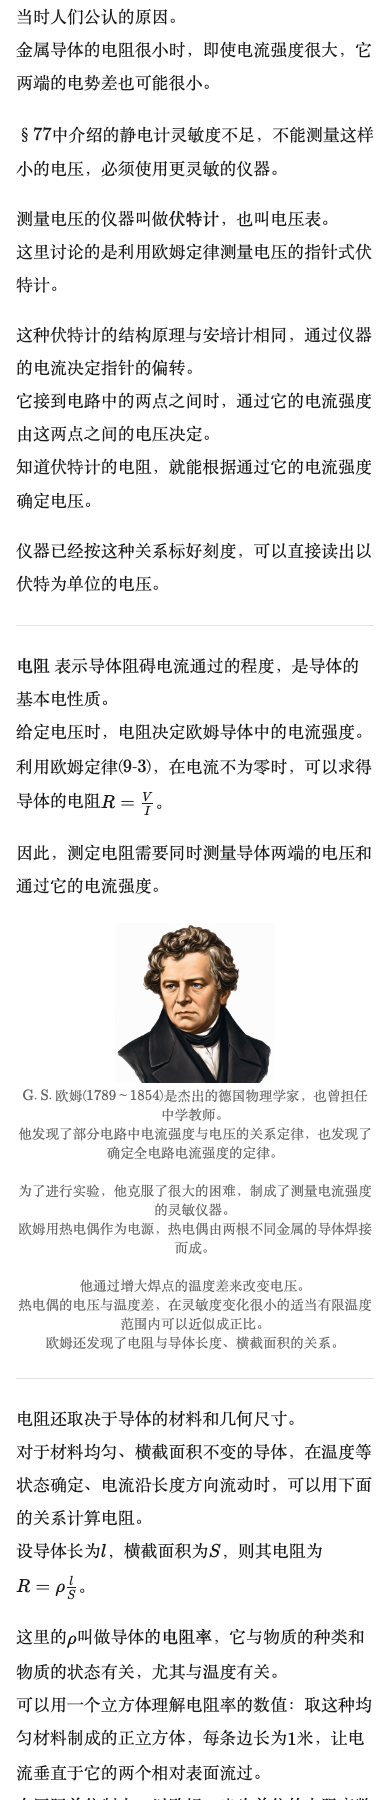 当时人们公认的原因。
金属导体的电阻很小时，即使电流强度很大，它
两端的电势差也可能很小。
§77中介绍的静电计灵敏度不足，不能测量这样
小的电压，必须使用更灵敏的仪器。
测量电压的仪器叫做伏特计，也叫电压表。
这里讨论的是利用欧姆定律测量电压的指针式伏
特计。
这种伏特计的结构原理与安培计相同，通过仪器
的电流决定指针的偏转。
它接到电路中的两点之间时，通过它的电流强度
由这两点之间的电压决定。
知道伏特计的电阻，就能根据通过它的电流强度
确定电压。
仪器已经按这种关系标好刻度，可以直接读出以
伏特为单位的电压。
电阻 表示导体阻碍电流通过的程度，是导体的
基本电性质。
给定电压时，电阻决定欧姆导体中的电流强度。
利用欧姆定律(9-3)，在电流不为零时，可以求得
导体的电阻R = V/I。
因此，测定电阻需要同时测量导体两端的电压和
通过它的电流强度。
G. S. 欧姆(1789 ~ 1854)是杰出的德国物理学家，也曾担任
中学教师。
他发现了部分电路中电流强度与电压的关系定律，也发现了
确定全电路电流强度的定律。
为了进行实验，他克服了很大的困难，制成了测量电流强度
的灵敏仪器。
欧姆用热电偶作为电源，热电偶由两根不同金属的导体焊接
而成。
他通过增大焊点的温度差来改变电压。
热电偶的电压与温度差，在灵敏度变化很小的适当有限温度
范围内可以近似成正比。
欧姆还发现了电阻与导体长度、横截面积的关系。
电阻还取决于导体的材料和几何尺寸。
对于材料均匀、横截面积不变的导体，在温度等
状态确定、电流沿长度方向流动时，可以用下面
的关系计算电阻。
设导体长为l，横截面积为S，则其电阻为
R = ρl/S。
这里的ρ叫做导体的电阻率，它与物质的种类和
物质的状态有关，尤其与温度有关。
可以用一个立方体理解电阻率的数值：取这种均
匀材料制成的正立方体，每条边长为1米，让电
流垂直于它的两个相对表面流过。